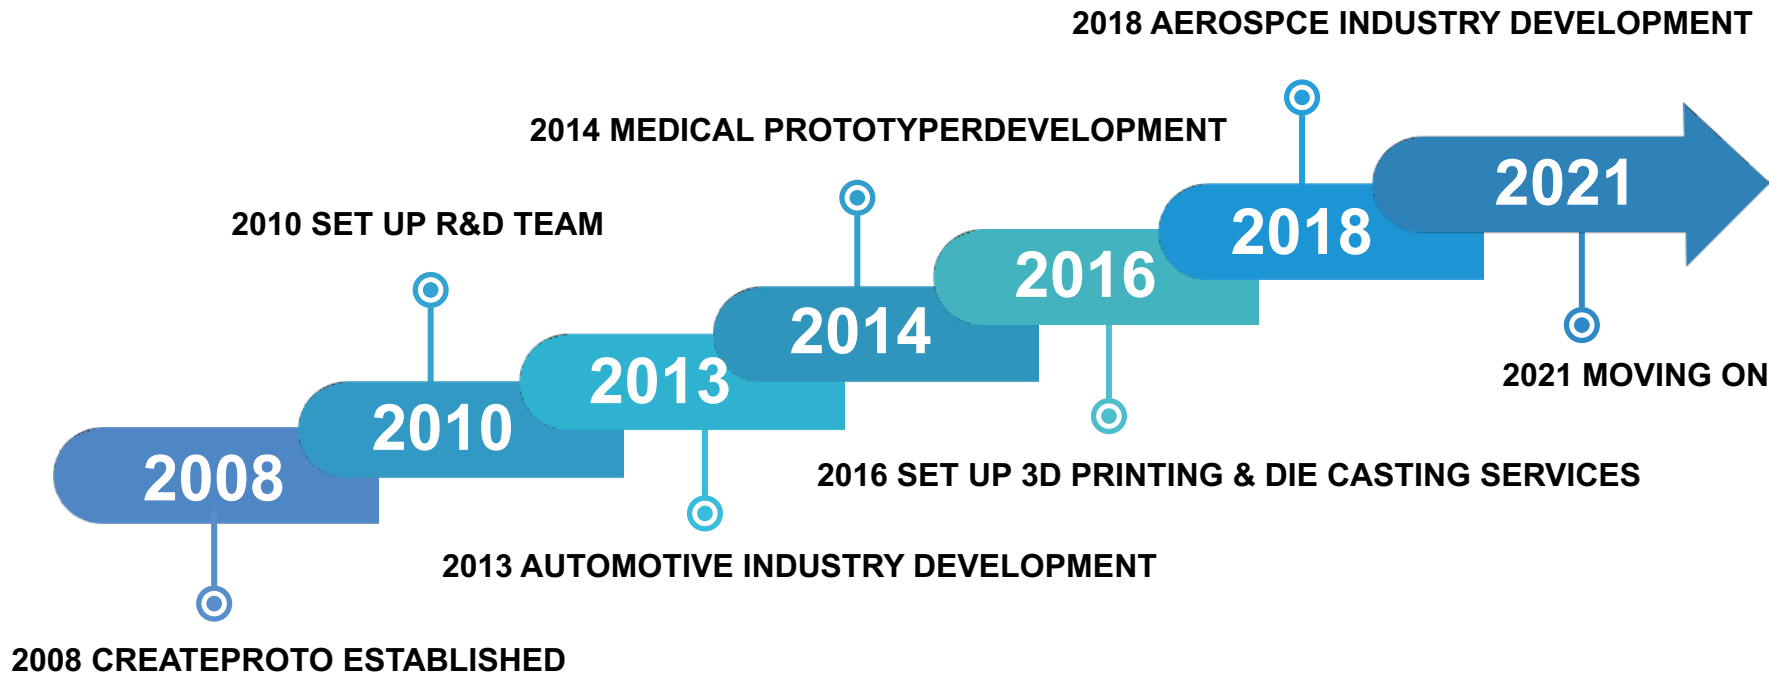 2018 AEROSPCE INDUSTRY DEVELOPMENT
2014 MEDICAL PROTOTYPERDEVELOPMENT
2021
2010 SET UP R&D TEAM
2018
2016
2014
2021 MOVING ON
2013
2010
2016 SET UP 3D PRINTING & DIE CASTING SERVICES
2008
2013 AUTOMOTIVE INDUSTRY DEVELOPMENT
2008 CREATEPROTO ESTABLISHED